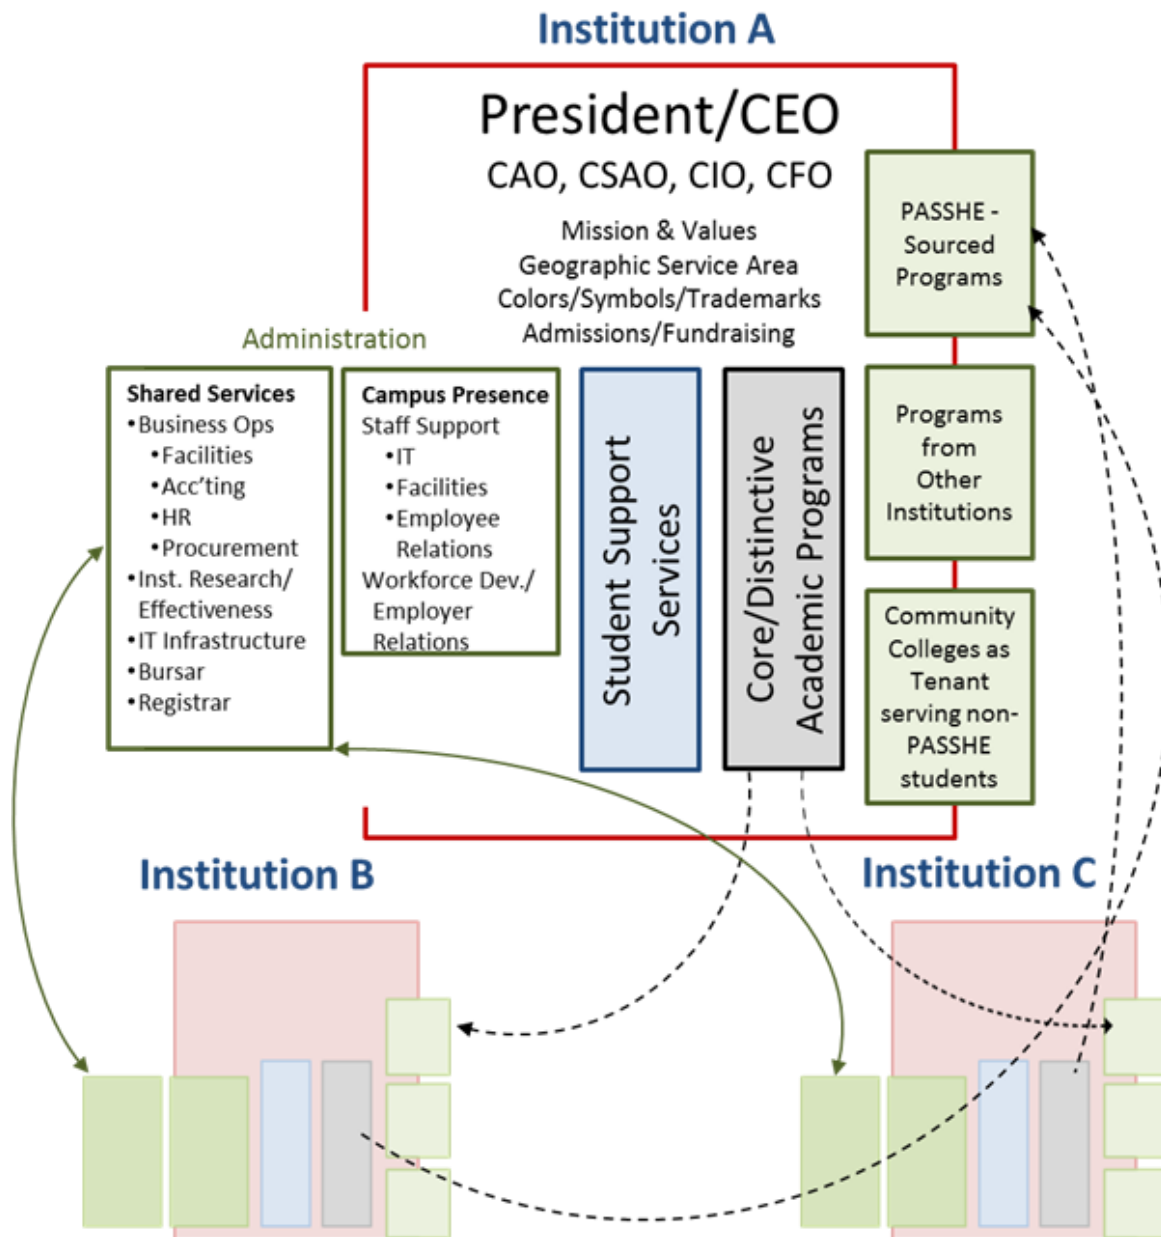 Institution A
President/CEO
CAO, CSAO, CIO, CFO
Mission & Values
Geographic Service Area
Colors/Symbols/Trademarks
Admissions/Fundraising
Administration
Shared Services
•Business Ops
•Facilities
•Acc'ting
•HR
•Procurement
•Inst. Research/
Effectiveness
•IT Infrastructure
•Bursar
•Registrar
Campus Presence
Staff Support
•IT
•Facilities
•Employee
Relations
Workforce Dev./
Employer
Relations
Student Support
Services
Core/Distinctive
Academic Programs
PASSHE -
Sourced
Programs
Programs
from
Other
Institutions
Community
Colleges as
Tenant
serving non-
PASSHE
students
Institution B
Institution C